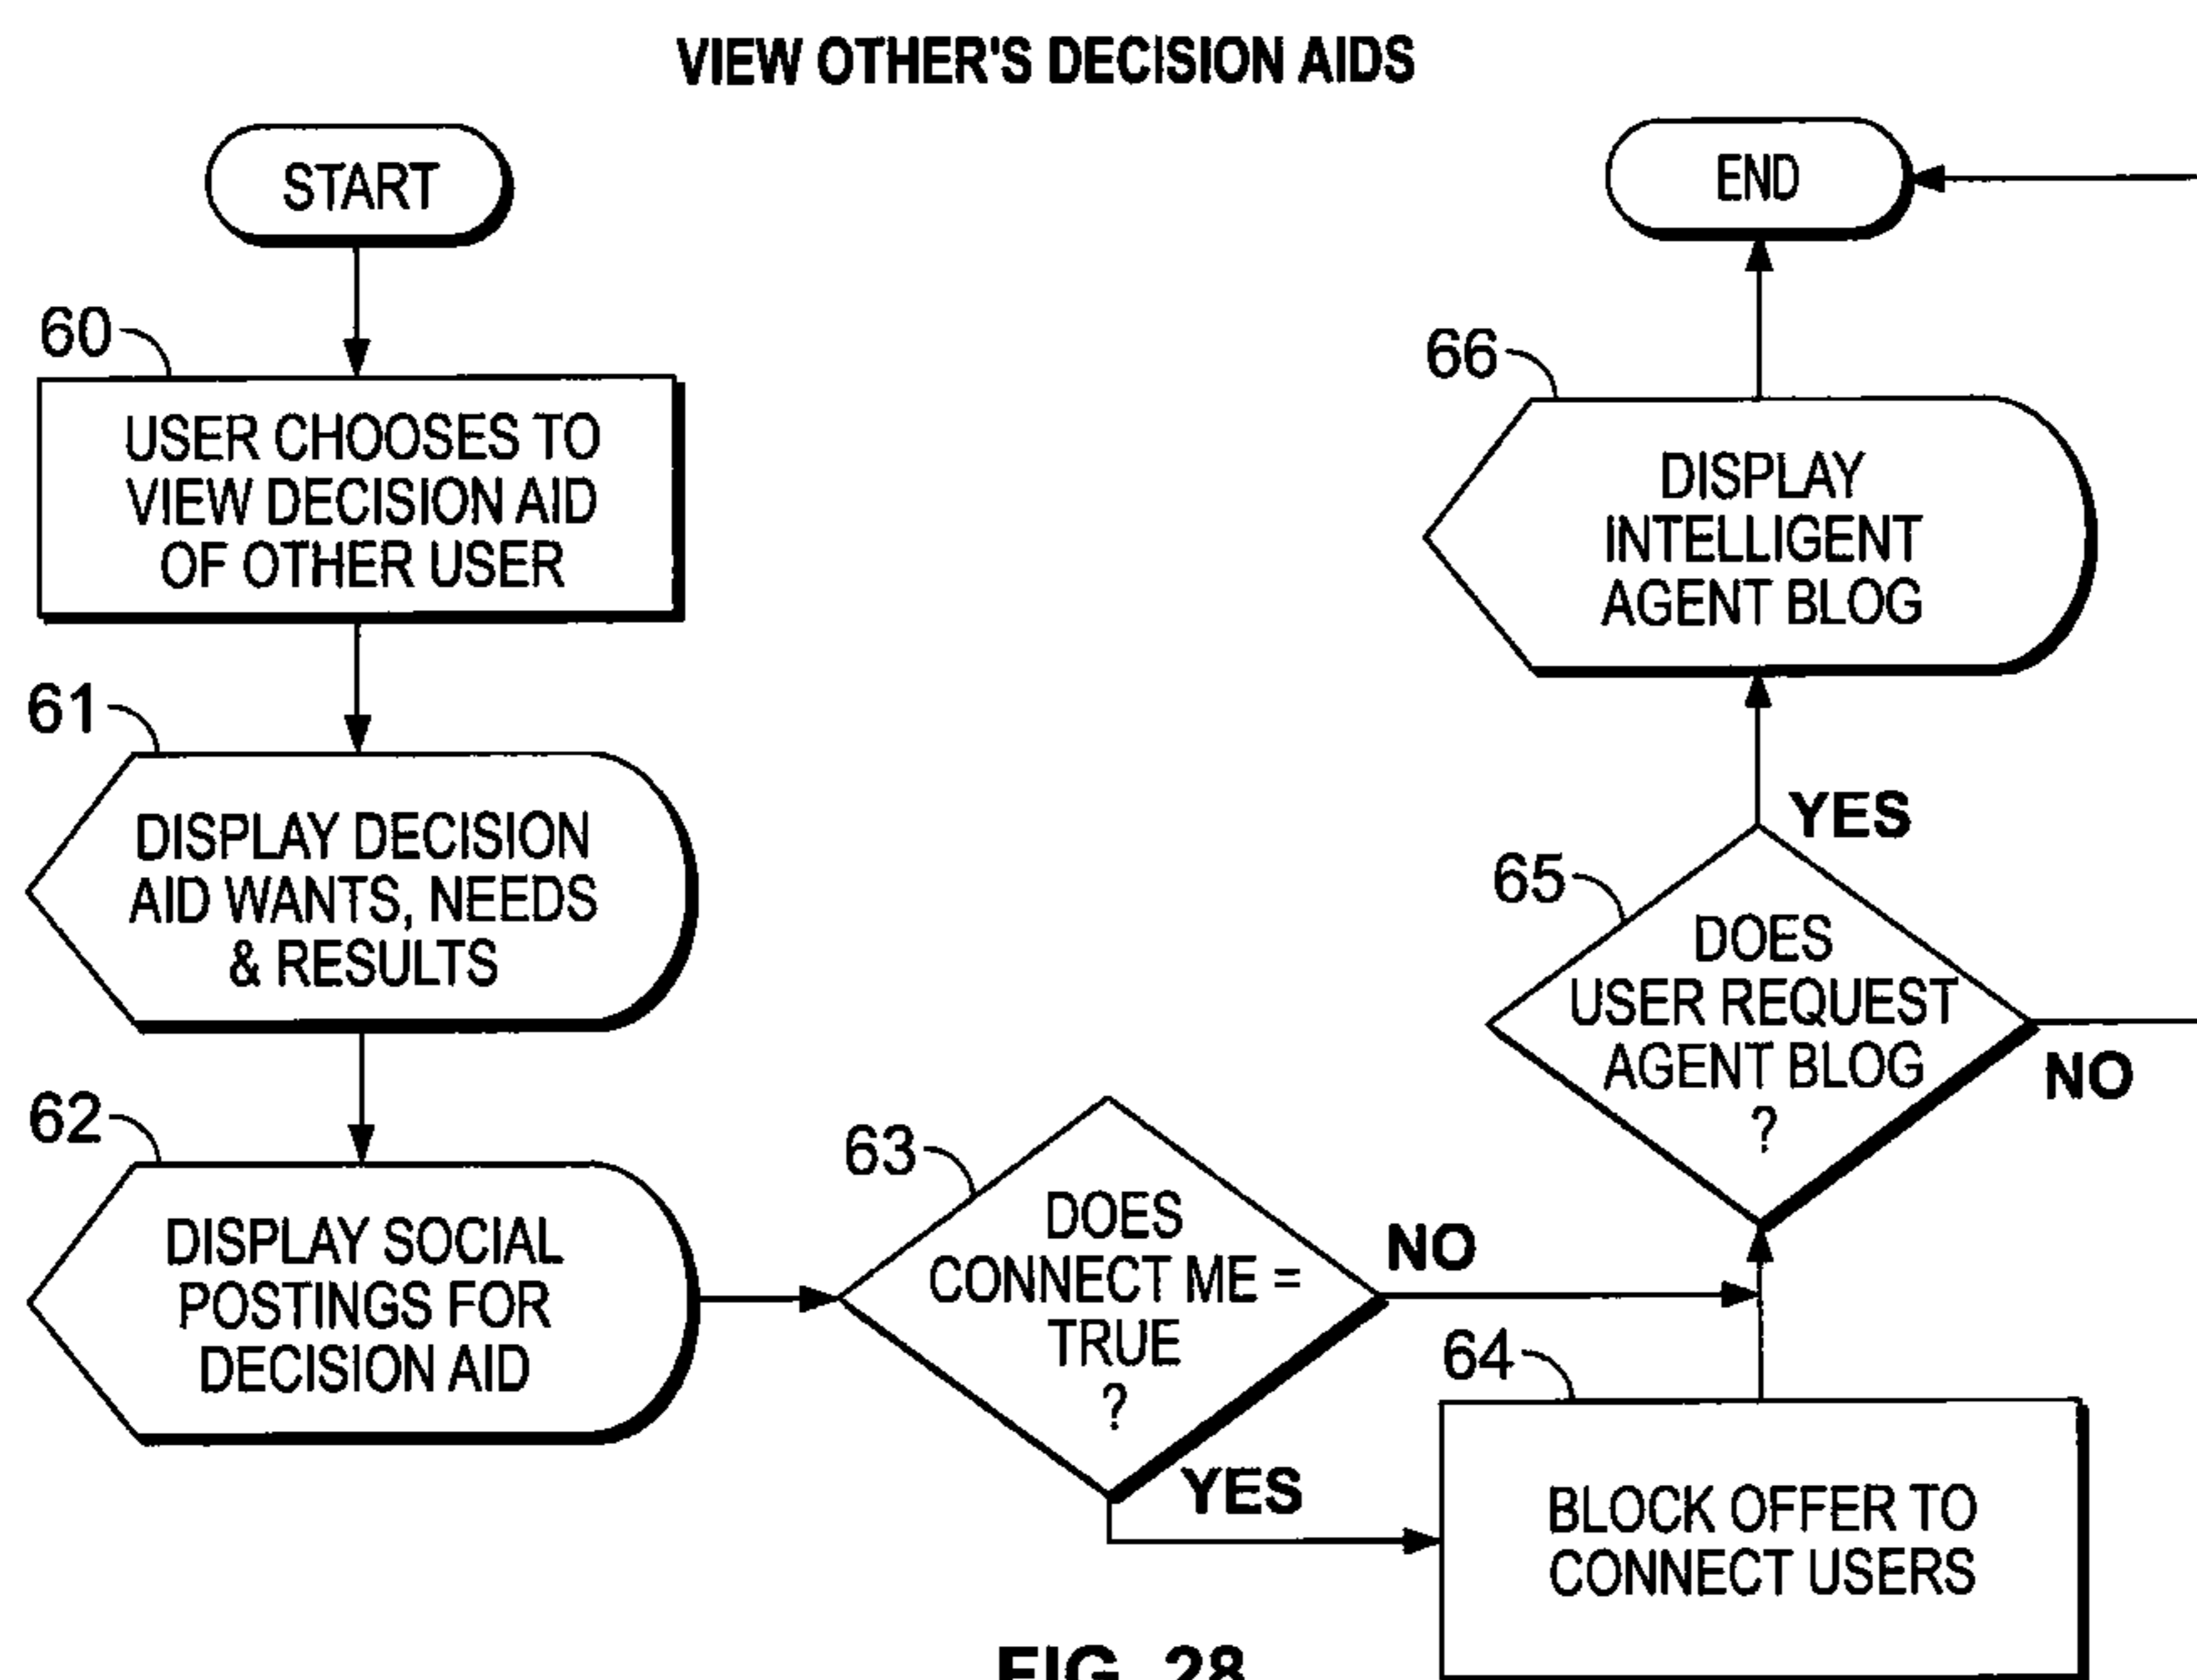 VIEW OTHER'S DECISION AIDS
START
60
USER CHOOSES TO
VIEW DECISION AID
OF OTHER USER
61
DISPLAY DECISION
AID WANTS, NEEDS
& RESULTS
62
DISPLAY SOCIAL
POSTINGS FOR
DECISION AID
63
DOES
CONNECT ME =
TRUE
?
NO
YES
64
BLOCK OFFER TO
CONNECT USERS
65
DOES
USER REQUEST
AGENT BLOG
?
YES
NO
66
DISPLAY
INTELLIGENT
AGENT BLOG
END
FIG. 28